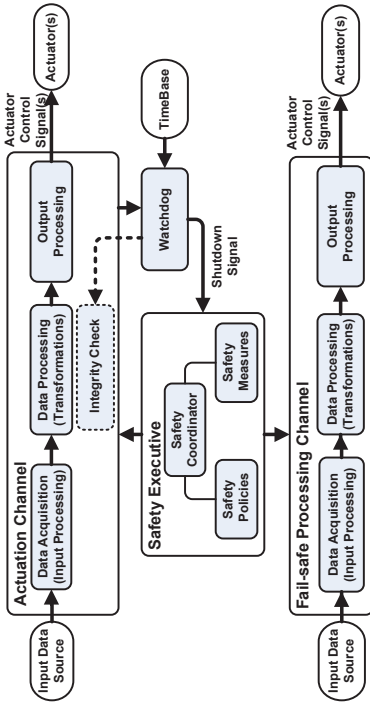 Actuation Channel
Input Data
Source
Data Acquisition
(Input Processing)
Data Processing
(Transformations)
Output
Processing
Actuator
Control
Signal(s)
Actuator(s)
Integrity Check
Watchdog
TimeBase
Shutdown
Signal
Safety Executive
Safety
Coordinator
Safety
Policies
Safety
Measures
Fail-safe Processing Channel
Input Data
Source
Data Acquisition
(Input Processing)
Data Processing
(Transformations)
Output
Processing
Actuator
Control
Signal(s)
Actuator(s)